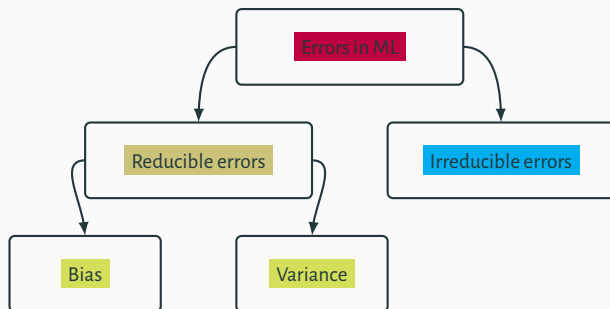 Errors in ML
Reducible errors
Irreducible errors
Bias
Variance